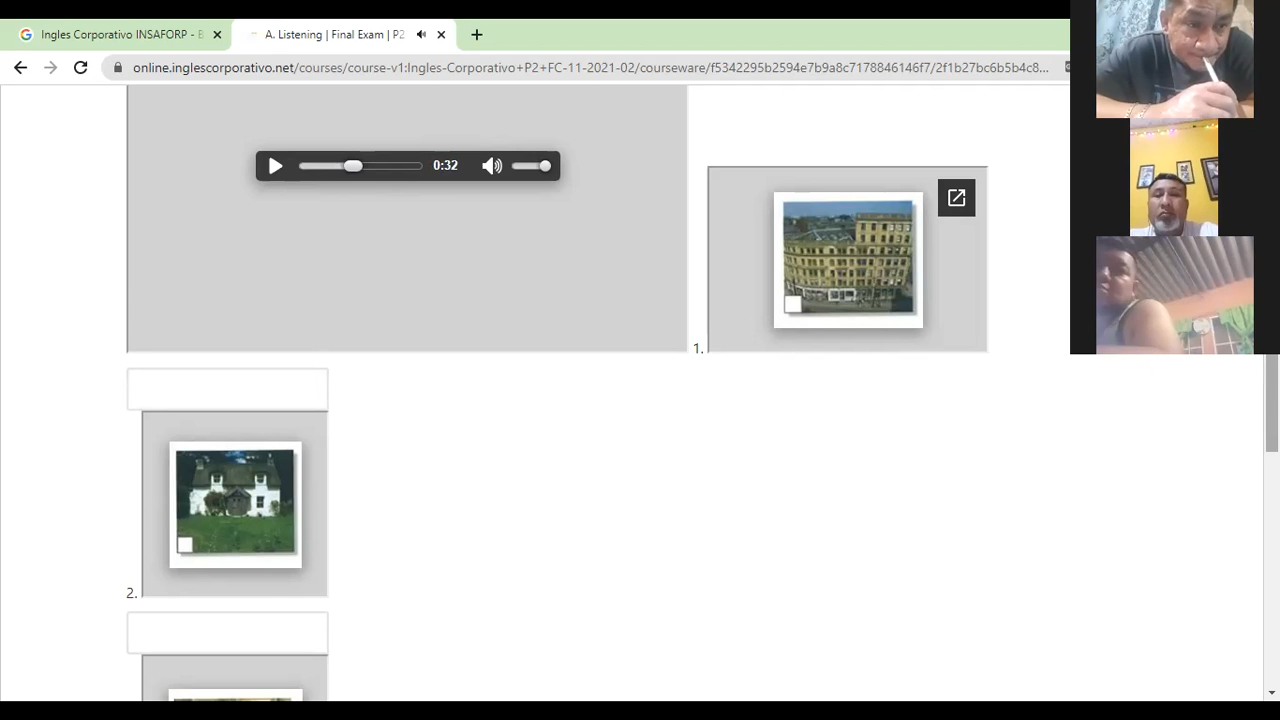 Ingles Corporativo INSAFORP - B
A. Listening | Final Exam | P2
online.inglescorporativo.net/courses/course-v1:Ingles-Corporativo+P2+FC-11-2021-02/courseware/f5342295b2594e7b9a8c7178846146f7/2f1b27bc6b5b4c8...
0:32
1.
2.